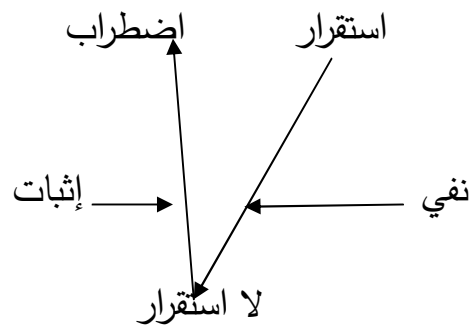 استقرار اضطراب
نفي إثبات
لا استقرار